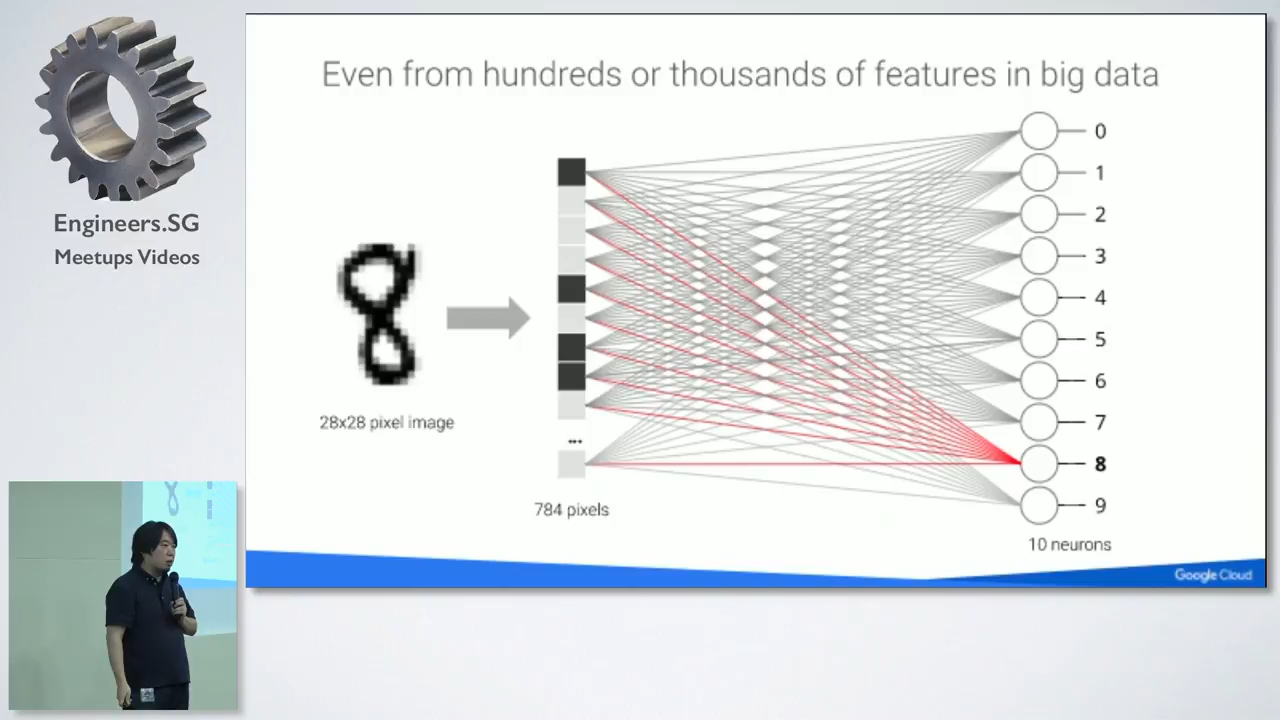 Engineers.SG
Meetups Videos
Even from hundreds or thousands of features in big data
28x28 pixel image
...
784 pixels
0
1
2
3
4
5
6
7
8
9
10 neurons
Google Cloud